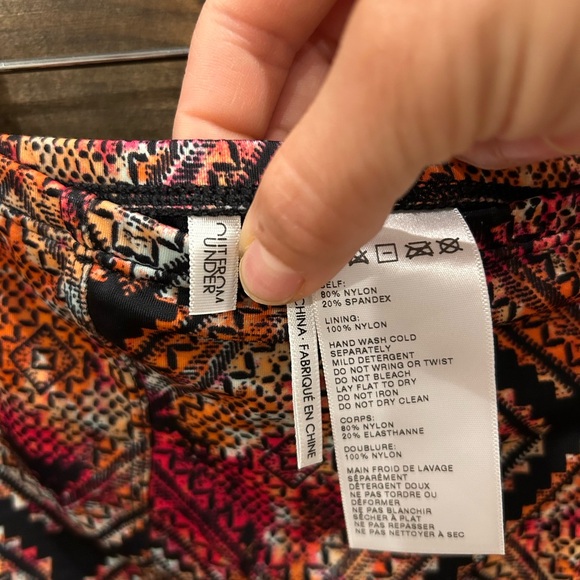 OUT FROM
UNDER
CHINA · FABRIQUÉ EN CHINE
SELF:
80% NYLON
20% SPANDEX
LINING:
100% NYLON
HAND WASH COLD
SEPARATELY
MILD DETERGENT
DO NOT WRING OR TWIST
DO NOT BLEACH
LAY FLAT TO DRY
DO NOT IRON
DO NOT DRY CLEAN
CORPS:
80% NYLON
20% ELASTHANNE
DOUBLURE:
100% NYLON
MAIN FROID DE LAVAGE
SÉPARÉMENT
DÉTERGENT DOUX
NE PAS TORDRE OU
DÉFORMER
NE PAS BLANCHIR
SÉCHER À PLAT
NE PAS REPASSER
NE PAS NETTOYER A SEC